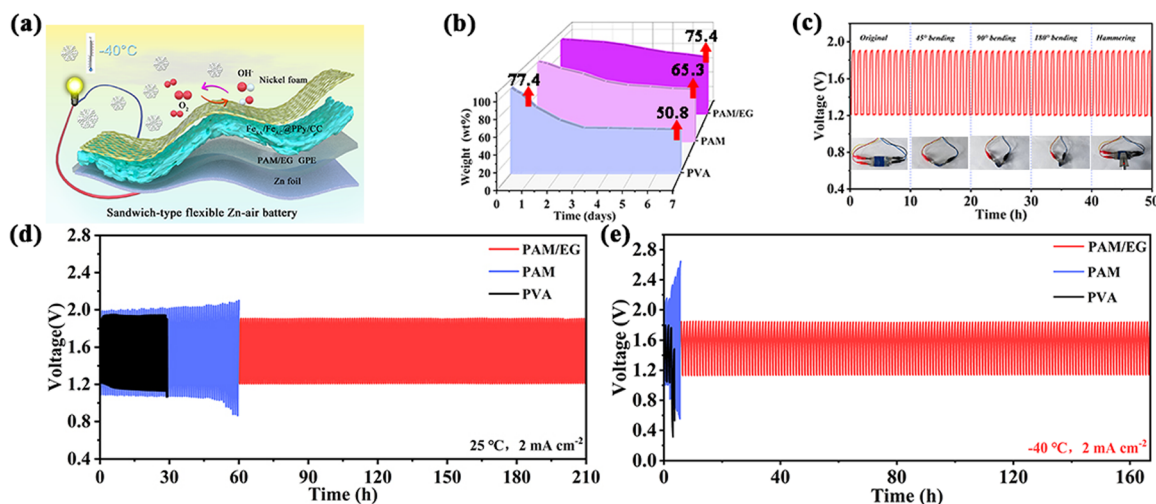 (a)
-40°C
Nickel foam
OH-
O2
PAM/EG GPE
Zn foil
Sandwich-type flexible Zn-air battery
(b)
75.4
65.3
77.4
50.8
PAM/EG
PAM
PVA
100
80
60
40
20
0
Weight (wt%)
0 1 2 3 4 5 6 7
Time (days)
(c)
Original 45° bending 90° bending 180° bending Hammering
2.0
1.6
1.2
0.8
0.4
Voltage (V)
0 10 20 30 40 50
Time (h)
(d)
PAM/EG
PAM
PVA
2.8
2.4
2.0
1.6
1.2
0.8
0.4
Voltage(V)
25 ℃, 2 mA cm-2
0 30 60 90 120 150 180 210
Time (h)
(e)
PAM/EG
PAM
PVA
2.8
2.4
2.0
1.6
1.2
0.8
0.4
0.0
Voltage (V)
-40 ℃, 2 mA cm-2
0 40 80 120 160
Time (h)